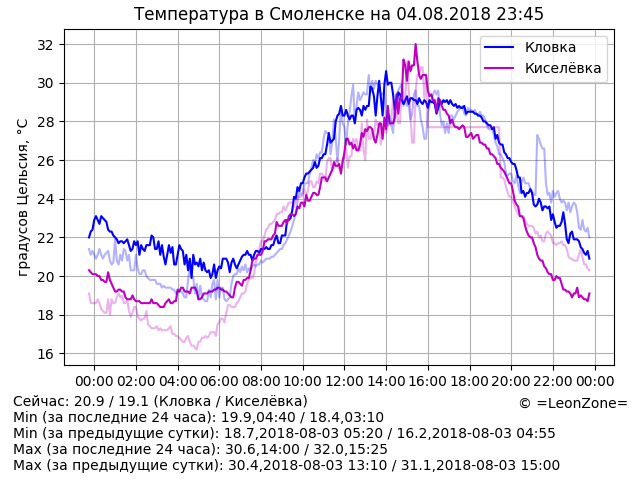 Температура в Смоленске на 04.08.2018 23:45
Кловка
Киселёвка
градусов Цельсия, °C
32
30
28
26
24
22
20
18
16
00:00 02:00 04:00 06:00 08:00 10:00 12:00 14:00 16:00 18:00 20:00 22:00 00:00
Сейчас: 20.9 / 19.1 (Кловка / Киселёвка)
© =LeonZone=
Min (за последние 24 часа): 19.9,04:40 / 18.4,03:10
Min (за предыдущие сутки): 18.7,2018-08-03 05:20 / 16.2,2018-08-03 04:55
Max (за последние 24 часа): 30.6,14:00 / 32.0,15:25
Max (за предыдущие сутки): 30.4,2018-08-03 13:10 / 31.1,2018-08-03 15:00